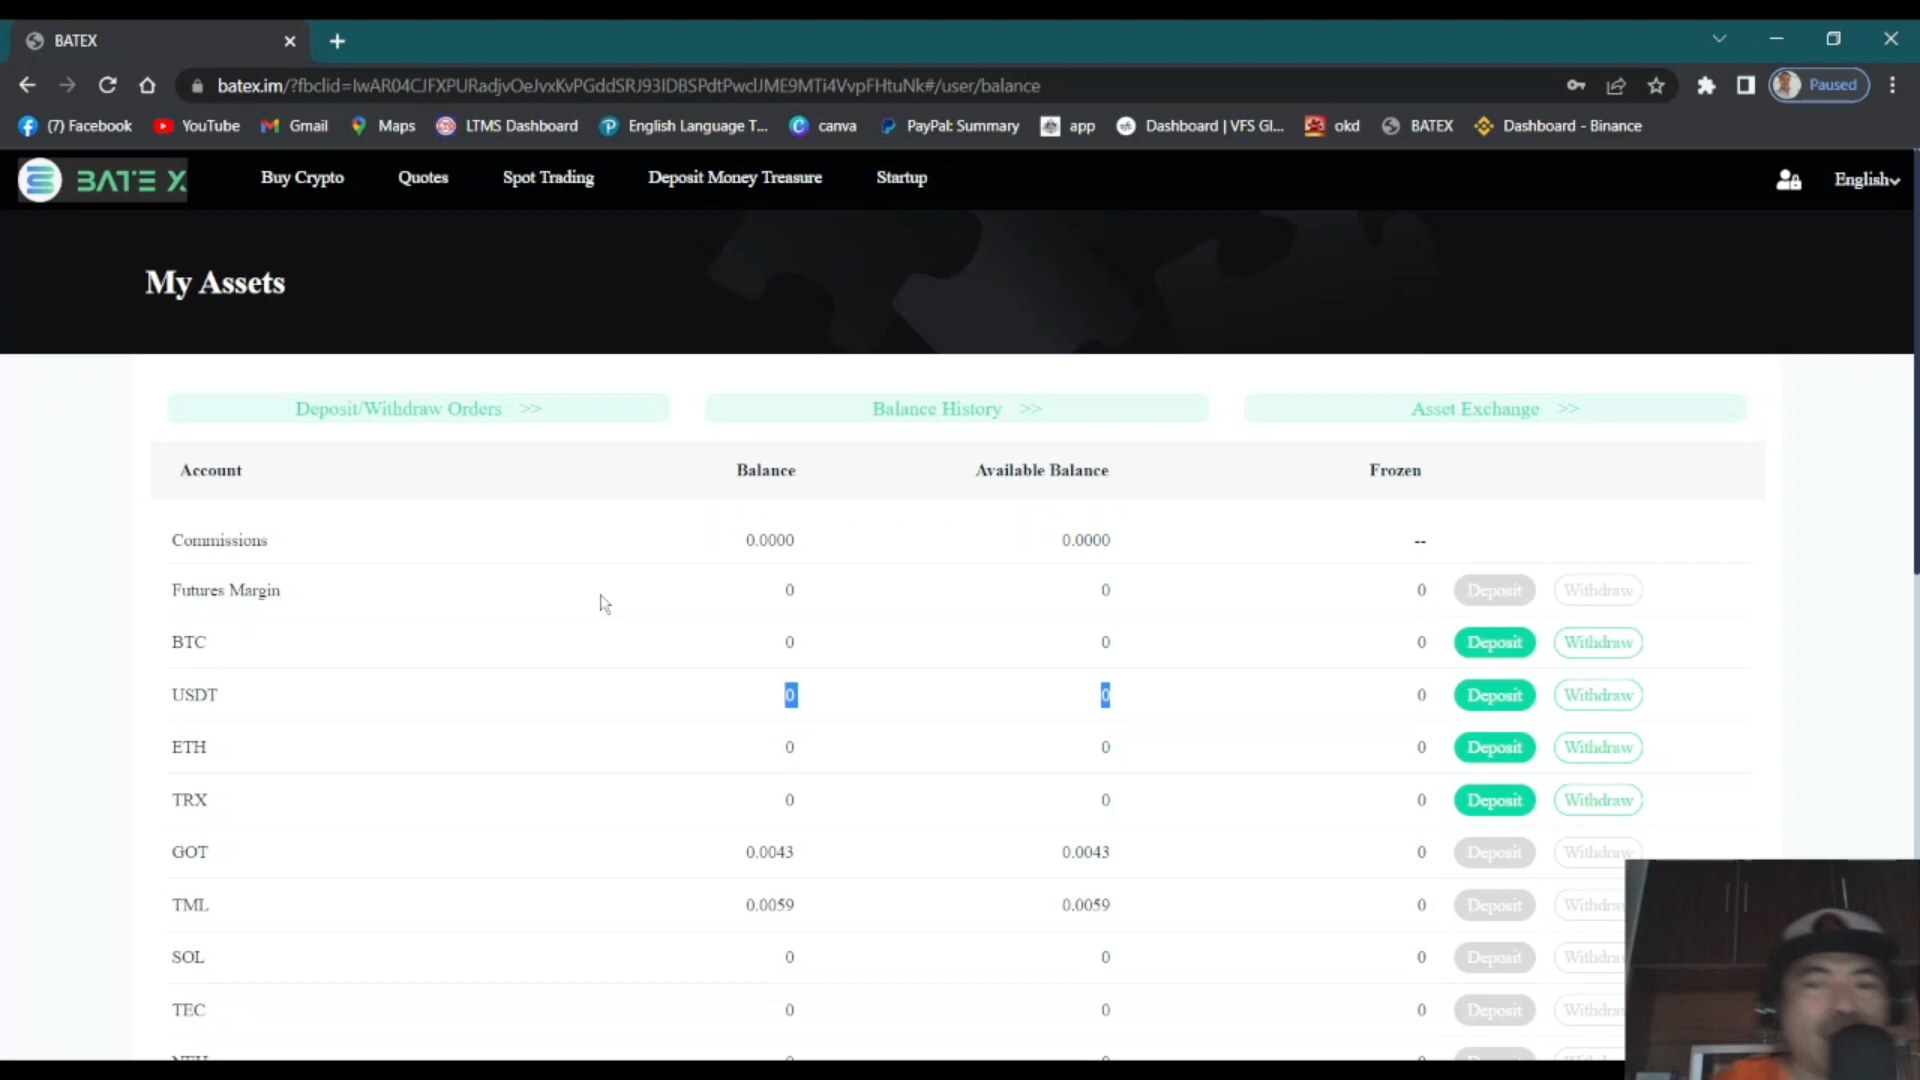 BATEX
batex.im/?fbclid=IwAR04CJFXPURadjvOeJvxKvPGddSRJ93IDBSPdtPwclJME9MTi4VvpFHtuNk#/user/balance
Paused
(7) Facebook YouTube Gmail Maps LTMS Dashboard English Language T... canva PayPal: Summary app Dashboard | VFS Gl... okd BATEX Dashboard - Binance
BATE X Buy Crypto Quotes Spot Trading Deposit Money Treasure Startup English
My Assets
Deposit/Withdraw Orders >> Balance History >> Asset Exchange >>
Account Balance Available Balance Frozen
Commissions 0.0000 0.0000 --
Futures Margin 0 0 0 Deposit Withdraw
BTC 0 0 0 Deposit Withdraw
USDT 0 0 0 Deposit Withdraw
ETH 0 0 0 Deposit Withdraw
TRX 0 0 0 Deposit Withdraw
GOT 0.0043 0.0043 0 Deposit Withdraw
TML 0.0059 0.0059 0 Deposit Withdra
SOL 0 0 0 Deposit Withdra
TEC 0 0 0 Deposit Withdra